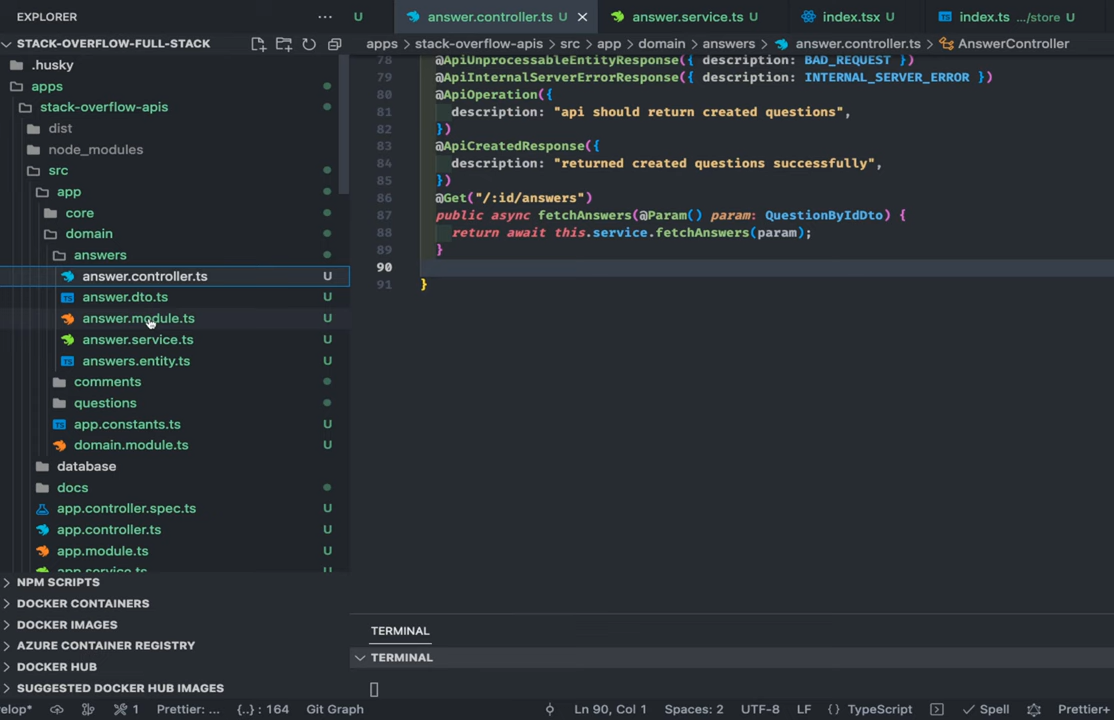 EXPLORER ...
U answer.controller.ts U answer.service.ts U index.tsx U index.ts .../store U
STACK-OVERFLOW-FULL-STACK
apps > stack-overflow-apis > src > app > domain > answers > answer.controller.ts > AnswerController
.husky
apps
stack-overflow-apis
dist
node_modules
src
app
core
domain
answers
answer.controller.ts U
answer.dto.ts U
answer.module.ts U
answer.service.ts U
answers.entity.ts U
comments
questions
app.constants.ts U
domain.module.ts U
database
docs
app.controller.spec.ts U
app.controller.ts U
app.module.ts U
app.service.ts U
NPM SCRIPTS
DOCKER CONTAINERS
DOCKER IMAGES
AZURE CONTAINER REGISTRY
DOCKER HUB
SUGGESTED DOCKER HUB IMAGES
78 @ApiUnprocessableEntityResponse({ description: BAD_REQUEST })
79 @ApiInternalServerErrorResponse({ description: INTERNAL_SERVER_ERROR })
80 @ApiOperation({
81 description: "api should return created questions",
82 })
83 @ApiCreatedResponse({
84 description: "returned created questions successfully",
85 })
86 @Get("/:id/answers")
87 public async fetchAnswers(@Param() param: QuestionByIdDto) {
88 return await this.service.fetchAnswers(param);
89 }
90
91 }
TERMINAL
TERMINAL
velop* 1 Prettier: ... {..} : 164 Git Graph Ln 90, Col 1 Spaces: 2 UTF-8 LF {} TypeScript Spell Prettier+